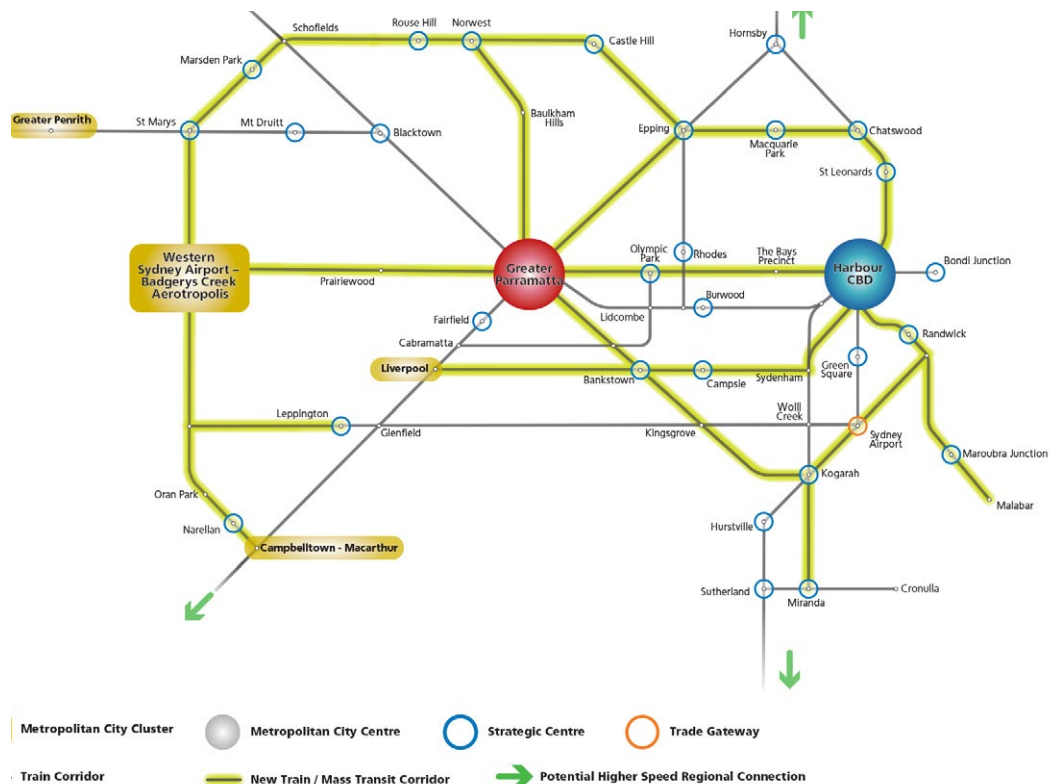 Schofields
Rouse Hill
Norwest
Hornsby
Castle Hill
Marsden Park
Greater Penrith
St Marys
Mt Druitt
Blacktown
Baulkham
Hills
Epping
Macquarie
Park
Chatswood
St Leonards
Western
Sydney Airport –
Badgerys Creek
Aerotropolis
Prairiewood
Greater
Parramatta
Olympic
Park
Rhodes
The Bays
Precinct
Harbour
CBD
Bondi Junction
Fairfield
Lidcombe
Burwood
Cabramatta
Randwick
Liverpool
Bankstown
Campsie
Sydenham
Green
Square
Leppington
Glenfield
Kingsgrove
Wolli
Creek
Sydney
Airport
Maroubra Junction
Oran Park
Kogarah
Malabar
Narellan
Hurstville
Campbelltown - Macarthur
Sutherland
Miranda
Cronulla
Metropolitan City Cluster
Metropolitan City Centre
Strategic Centre
Trade Gateway
Train Corridor
New Train / Mass Transit Corridor
Potential Higher Speed Regional Connection